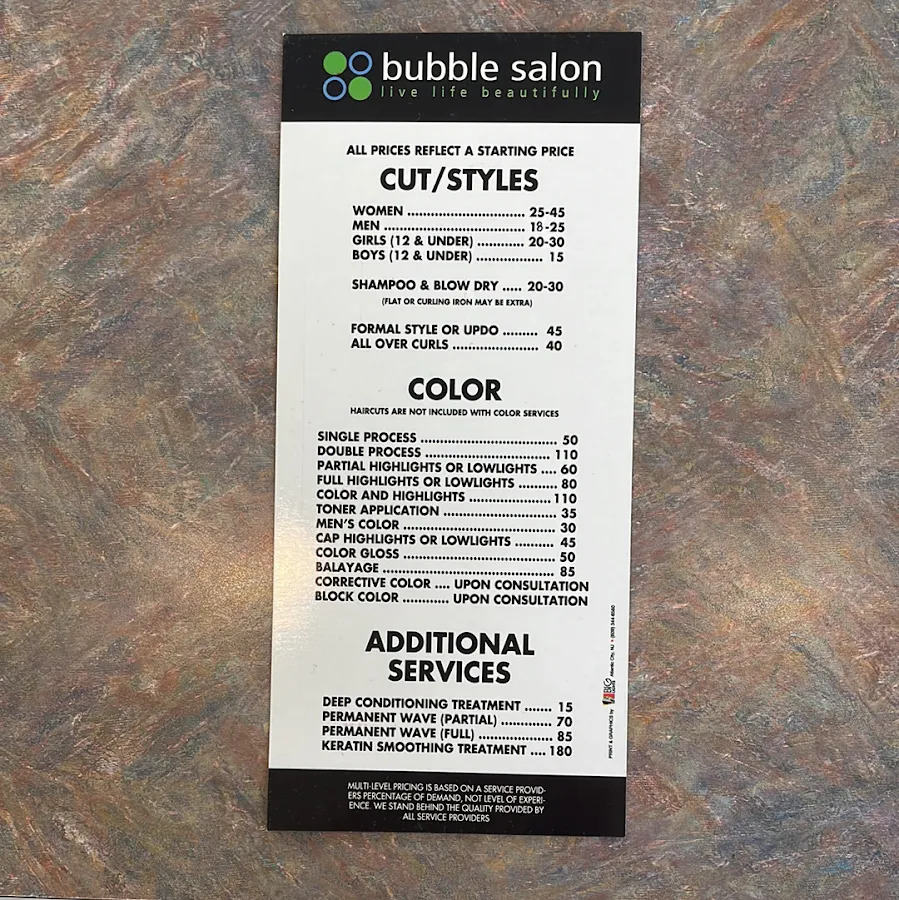 bubble salon
live life beautifully
ALL PRICES REFLECT A STARTING PRICE
CUT/STYLES
WOMEN .............................. 25-45
MEN .................................... 18-25
GIRLS (12 & UNDER) ............ 20-30
BOYS (12 & UNDER) ................. 15
SHAMPOO & BLOW DRY ..... 20-30
(FLAT OR CURLING IRON MAY BE EXTRA)
FORMAL STYLE OR UPDO ......... 45
ALL OVER CURLS ...................... 40
COLOR
HAIRCUTS ARE NOT INCLUDED WITH COLOR SERVICES
SINGLE PROCESS ................................... 50
DOUBLE PROCESS ................................ 110
PARTIAL HIGHLIGHTS OR LOWLIGHTS .... 60
FULL HIGHLIGHTS OR LOWLIGHTS .......... 80
COLOR AND HIGHLIGHTS ..................... 110
TONER APPLICATION ............................. 35
MEN'S COLOR ....................................... 30
CAP HIGHLIGHTS OR LOWLIGHTS .......... 45
COLOR GLOSS ....................................... 50
BALAYAGE ............................................ 85
CORRECTIVE COLOR .... UPON CONSULTATION
BLOCK COLOR ............ UPON CONSULTATION
ADDITIONAL
SERVICES
DEEP CONDITIONING TREATMENT ....... 15
PERMANENT WAVE (PARTIAL) ............. 70
PERMANENT WAVE (FULL) ................... 85
KERATIN SMOOTHING TREATMENT .... 180
MULTI-LEVEL PRICING IS BASED ON A SERVICE PROVID-
ERS PERCENTAGE OF DEMAND, NOT LEVEL OF EXPERI-
ENCE. WE STAND BEHIND THE QUALITY PROVIDED BY
ALL SERVICE PROVIDERS
PRINT & GRAPHICS by BIG Atlantic City, NJ